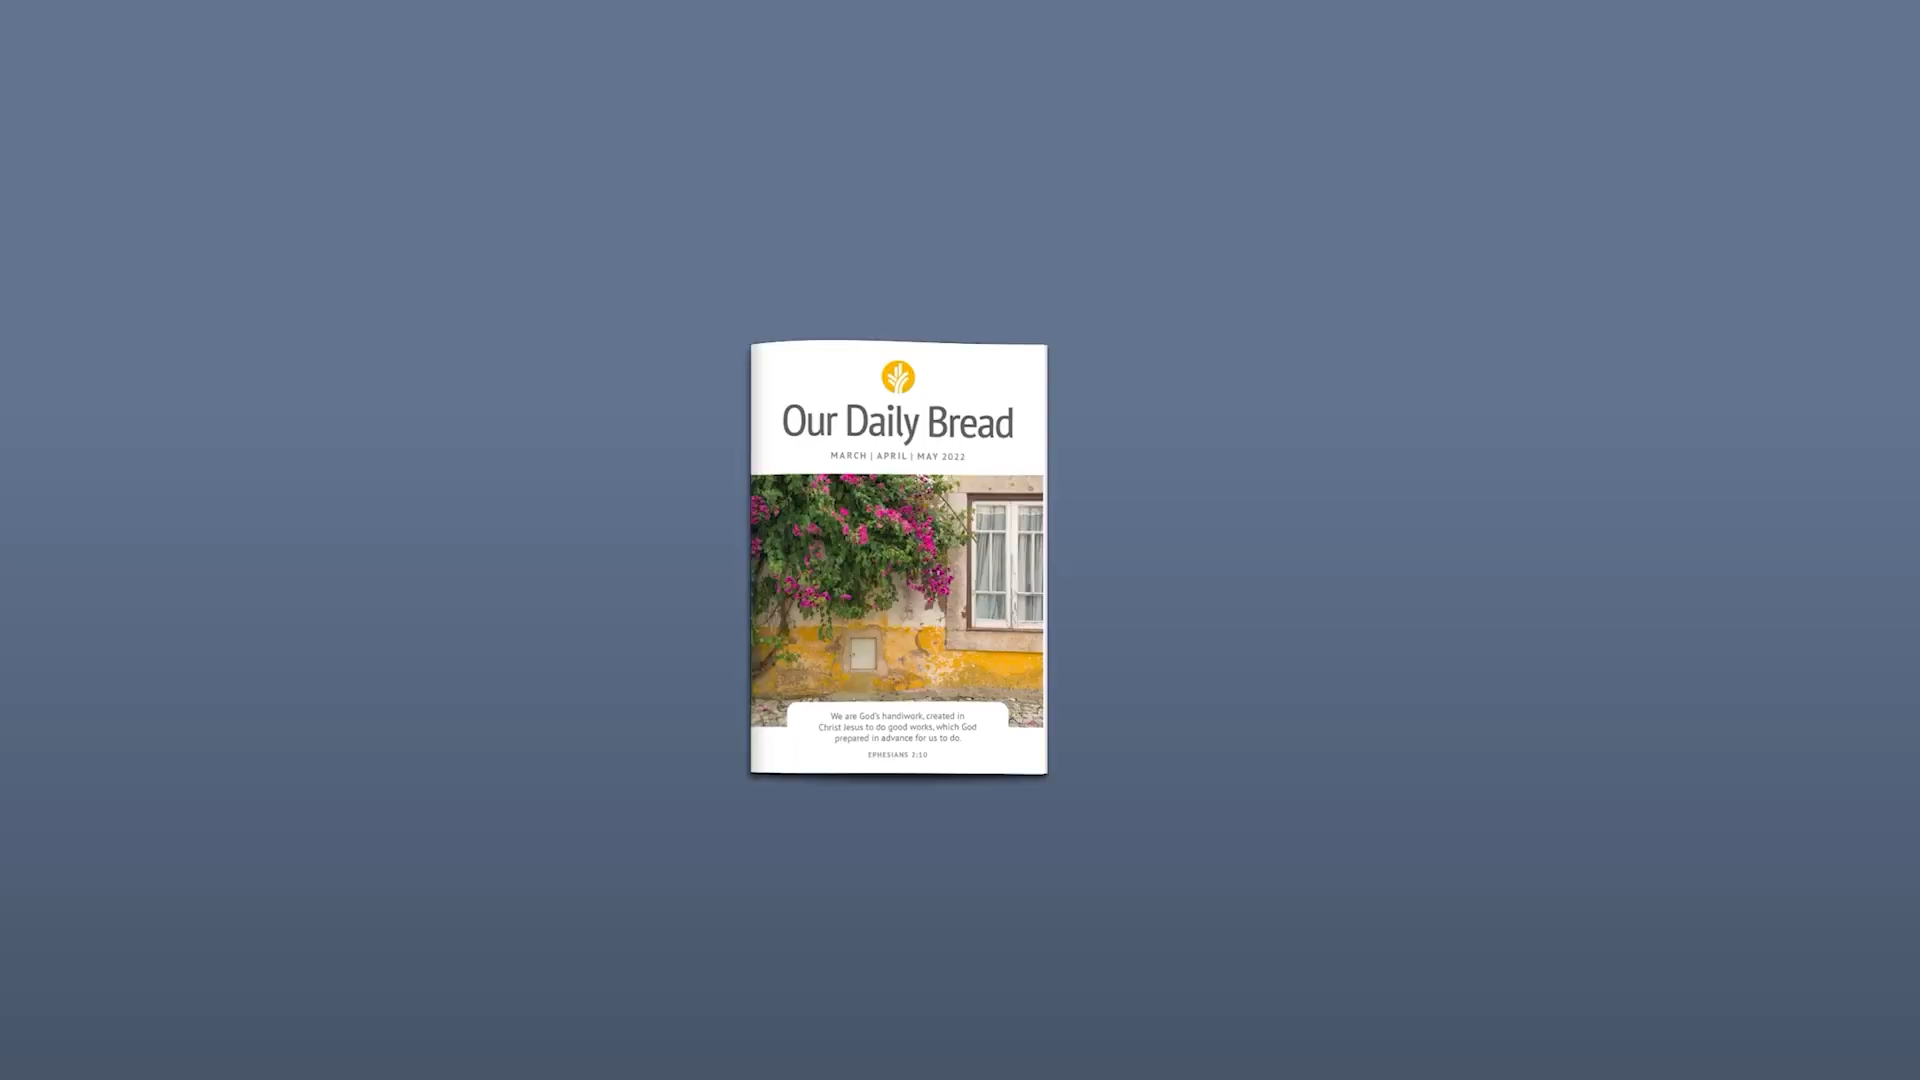 Our Daily Bread
MARCH | APRIL | MAY 2022
We are God's handiwork, created in
Christ Jesus to do good works, which God
prepared in advance for us to do.
EPHESIANS 2:10